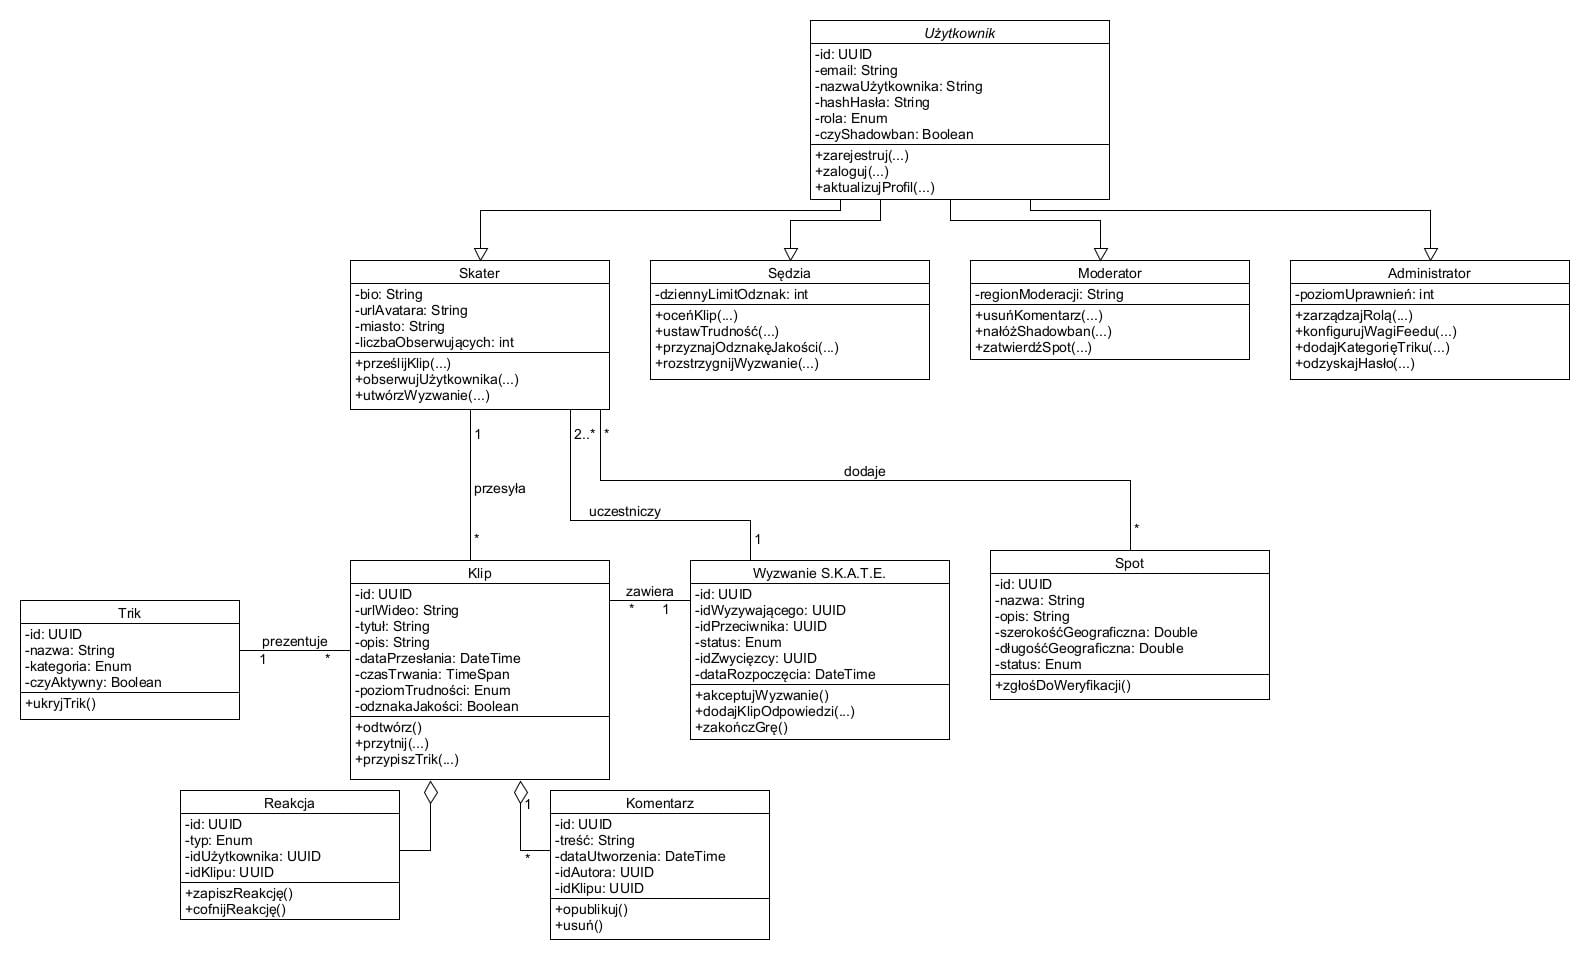 Użytkownik
-id: UUID
-email: String
-nazwaUżytkownika: String
-hashHasła: String
-rola: Enum
-czyShadowban: Boolean
+zarejestruj(...)
+zaloguj(...)
+aktualizujProfil(...)
Skater
-bio: String
-urlAvatara: String
-miasto: String
-liczbaObserwujących: int
+prześlijKlip(...)
+obserwujUżytkownika(...)
+utwórzWyzwanie(...)
Sędzia
-dziennyLimitOdznak: int
+oceńKlip(...)
+ustawTrudność(...)
+przyznajOdznakęJakości(...)
+rozstrzygnijWyzwanie(...)
Moderator
-regionModeracji: String
+usuńKomentarz(...)
+nałóżShadowban(...)
+zatwierdźSpot(...)
Administrator
-poziomUprawnień: int
+zarządzajRolą(...)
+konfigurujWagiFeedu(...)
+dodajKategorięTriku(...)
+odzyskajHasło(...)
1
2..*
*
dodaje
przesyła
uczestniczy
*
*
1
Trik
-id: UUID
-nazwa: String
-kategoria: Enum
-czyAktywny: Boolean
+ukryjTrik()
prezentuje
1
*
Klip
-id: UUID
-urlWideo: String
-tytuł: String
-opis: String
-dataPrzesłania: DateTime
-czasTrwania: TimeSpan
-poziomTrudności: Enum
-odznakaJakości: Boolean
+odtwórz()
+przytnij(...)
+przypiszTrik(...)
zawiera
*
1
Wyzwanie S.K.A.T.E.
-id: UUID
-idWyzywającego: UUID
-idPrzeciwnika: UUID
-status: Enum
-idZwycięzcy: UUID
-dataRozpoczęcia: DateTime
+akceptujWyzwanie()
+dodajKlipOdpowiedzi(...)
+zakończGrę()
Spot
-id: UUID
-nazwa: String
-opis: String
-szerokośćGeograficzna: Double
-długośćGeograficzna: Double
-status: Enum
+zgłośDoWeryfikacji()
Reakcja
-id: UUID
-typ: Enum
-idUżytkownika: UUID
-idKlipu: UUID
+zapiszReakcję()
+cofnijReakcję()
1
*
Komentarz
-id: UUID
-treść: String
-dataUtworzenia: DateTime
-idAutora: UUID
-idKlipu: UUID
+opublikuj()
+usuń()